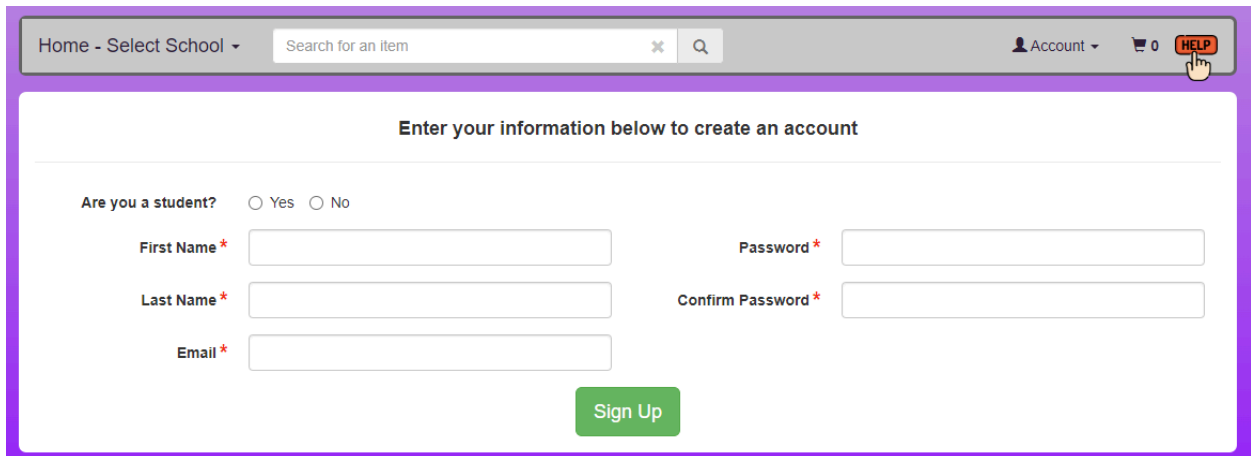 Home - Select School
Search for an item
Account
0
HELP
Enter your information below to create an account
Are you a student? Yes No
First Name *
Password *
Last Name *
Confirm Password *
Email *
Sign Up